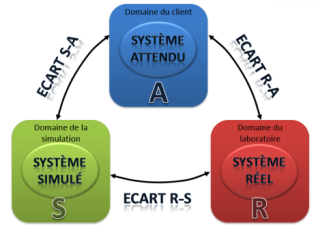 Domaine du client
SYSTÈME
ATTENDU
A
ECART S-A
ECART R-A
Domaine de la
simulation
SYSTÈME
SIMULÉ
S
ECART R-S
Domaine du
laboratoire
SYSTÈME
RÉEL
R